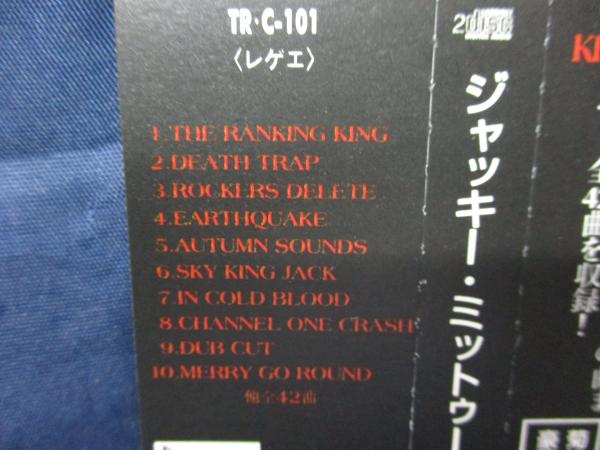 TR・C-101
〈レゲエ〉
1.THE RANKING KING
2.DEATH TRAP
3.ROCKERS DELETE
4.EARTHQUAKE
5.AUTUMN SOUNDS
6.SKY KING JACK
7.IN COLD BLOOD
8.CHANNEL ONE CRASH
9.DUB CUT
10.MERRY GO ROUND
他全42曲
2disc
ジャッキー・ミットゥー
全42曲を収録!